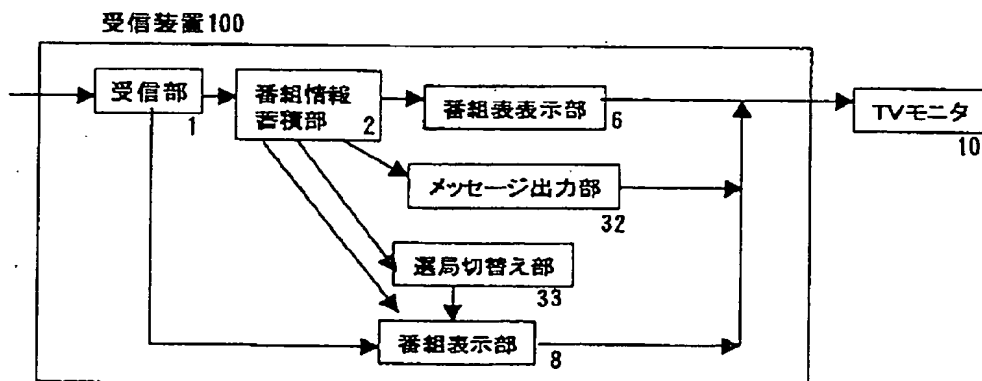 受信装置100
受信部
1
番組情報
蓄積部
2
番組表表示部
6
TVモニタ
10
メッセージ出力部
32
選局切替え部
33
番組表示部
8